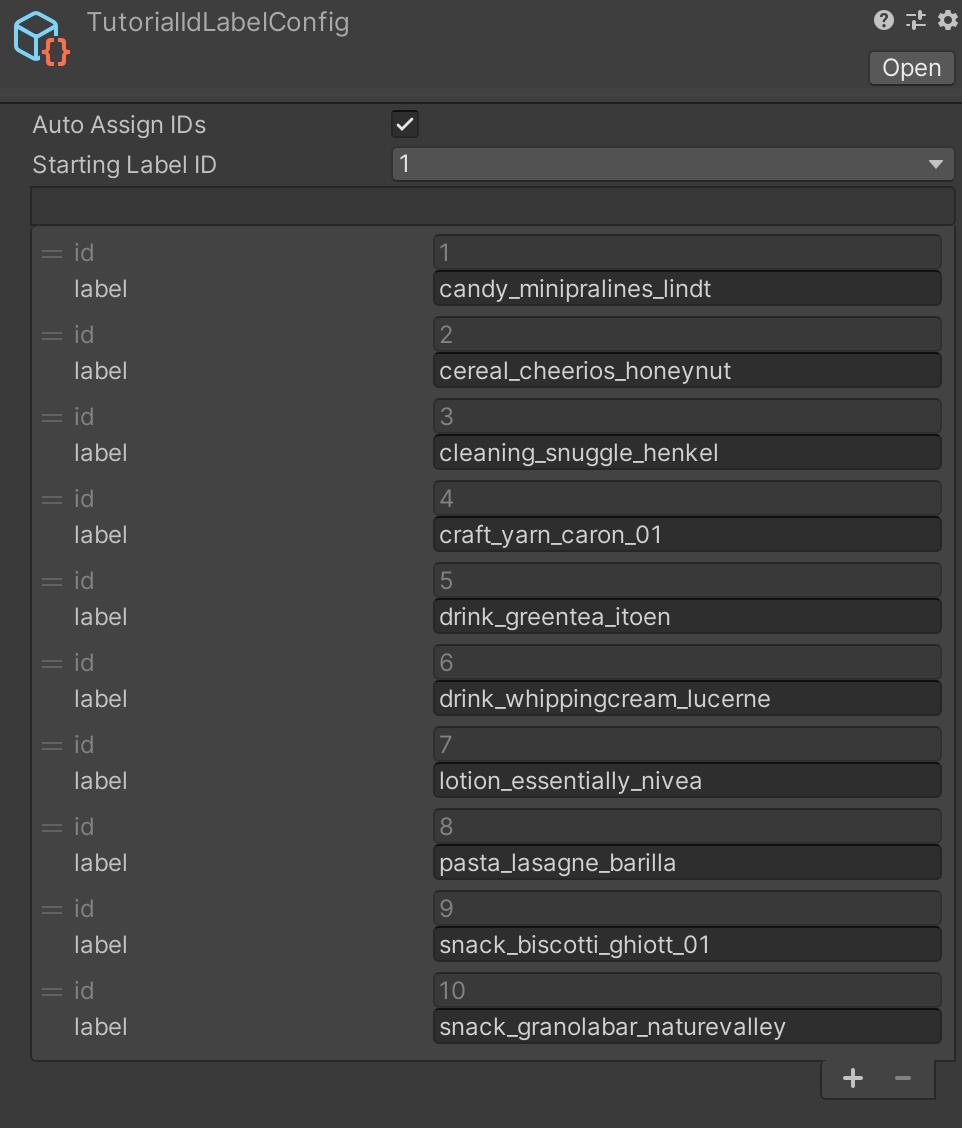 TutorialIdLabelConfig
Open
Auto Assign IDs
Starting Label ID 1
id 1
label candy_minipralines_lindt
id 2
label cereal_cheerios_honeynut
id 3
label cleaning_snuggle_henkel
id 4
label craft_yarn_caron_01
id 5
label drink_greentea_itoen
id 6
label drink_whippingcream_lucerne
id 7
label lotion_essentially_nivea
id 8
label pasta_lasagne_barilla
id 9
label snack_biscotti_ghiott_01
id 10
label snack_granolabar_naturevalley